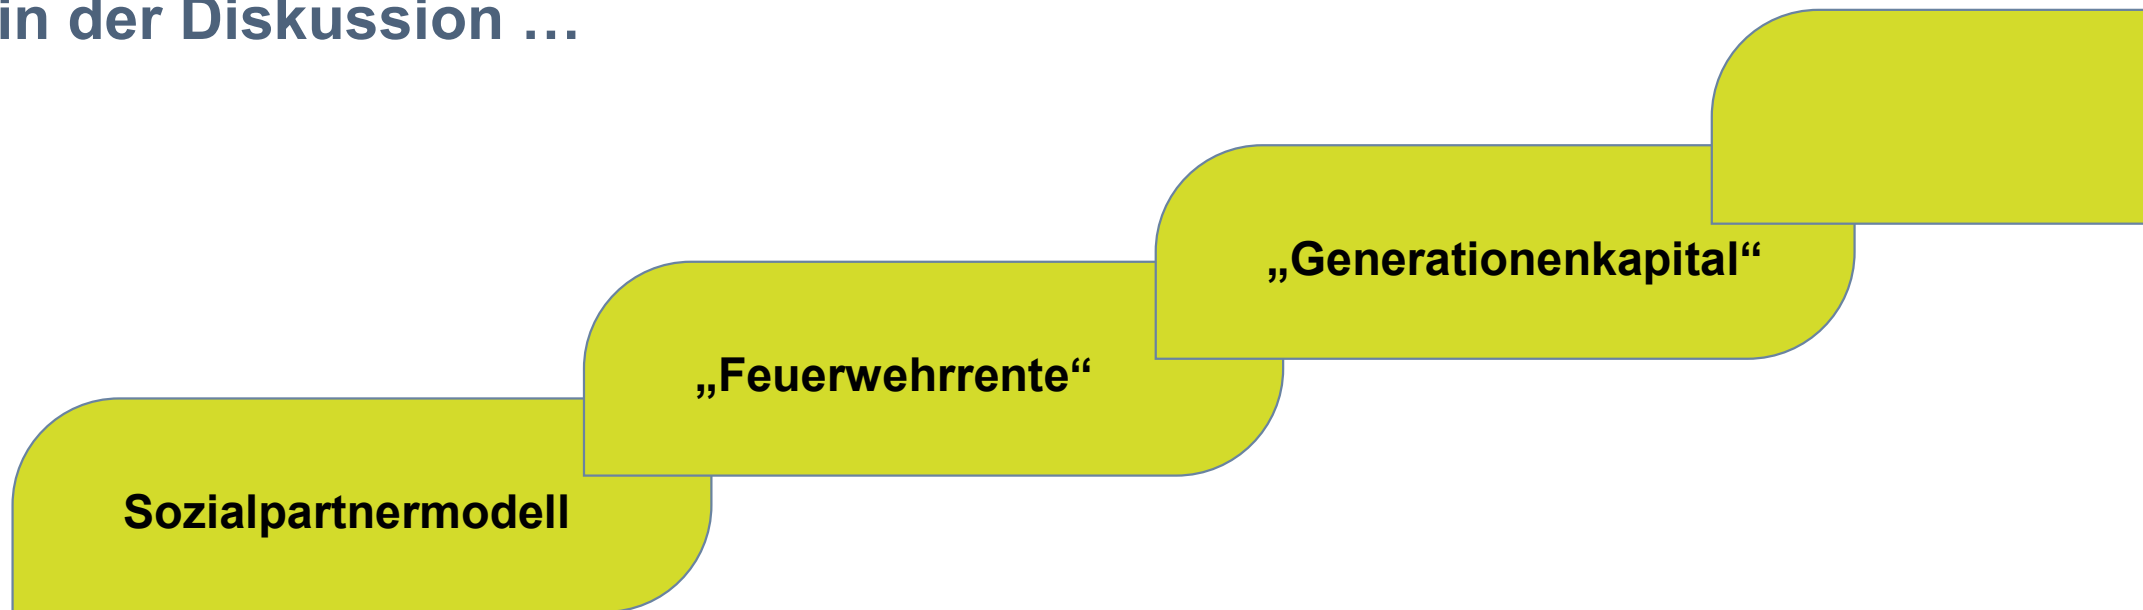 in der Diskussion …
„Generationenkapital“
„Feuerwehrrente“
Sozialpartnermodell